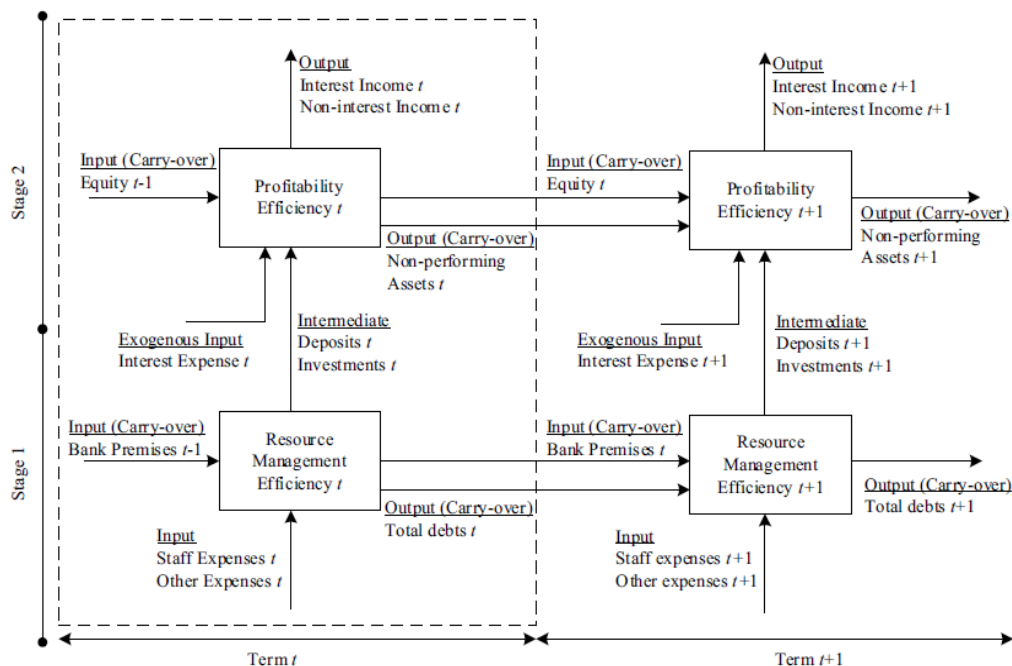 Stage 2
Stage 1
Output
Interest Income t
Non-interest Income t
Input (Carry-over)
Equity t-1
Profitability
Efficiency t
Input (Carry-over)
Equity t
Output (Carry-over)
Non-performing
Assets t
Exogenous Input
Interest Expense t
Intermediate
Deposits t
Investments t
Input (Carry-over)
Bank Premises t-1
Resource
Management
Efficiency t
Input (Carry-over)
Bank Premises t
Output (Carry-over)
Total debts t
Input
Staff Expenses t
Other Expenses t
Term t
Output
Interest Income t+1
Non-interest Income t+1
Profitability
Efficiency t+1
Output (Carry-over)
Non-performing
Assets t+1
Exogenous Input
Interest Expense t+1
Intermediate
Deposits t+1
Investments t+1
Resource
Management
Efficiency t+1
Output (Carry-over)
Total debts t+1
Input
Staff expenses t+1
Other expenses t+1
Term t+1